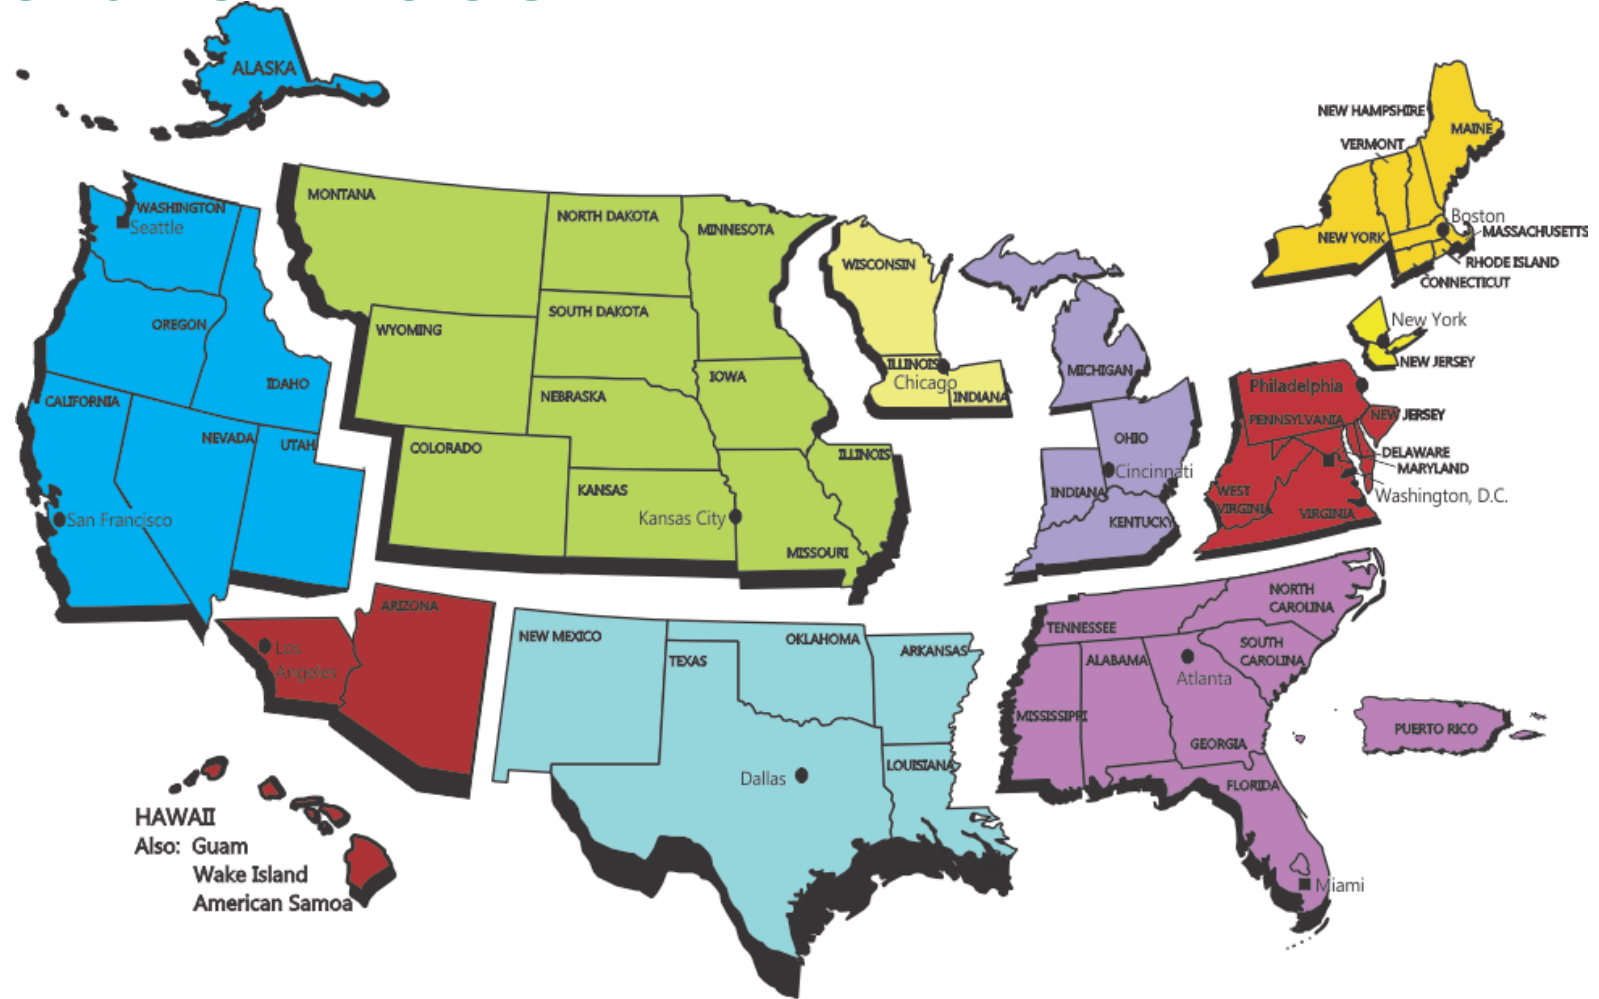 ALASKA
NEW HAMPSHIRE
MAINE
VERMONT
MONTANA
WASHINGTON
Seattle
NORTH DAKOTA
MINNESOTA
Boston
MASSACHUSETTS
NEW YORK
WISCONSIN
RHODE ISLAND
CONNECTICUT
SOUTH DAKOTA
OREGON
WYOMING
New York
NEW JERSEY
ILLINOIS
Chicago
INDIANA
MICHIGAN
IDAHO
IOWA
NEBRASKA
CALIFORNIA
Philadelphia
PENNSYLVANIA
NEW JERSEY
NEVADA
UTAH
COLORADO
ILLINOIS
OHIO
Cincinnati
DELAWARE
MARYLAND
Washington, D.C.
KANSAS
Kansas City
INDIANA
WEST
VIRGINIA
VIRGINIA
San Francisco
KENTUCKY
MISSOURI
ARIZONA
NORTH
CAROLINA
TENNESSEE
NEW MEXICO
OKLAHOMA
ARKANSAS
TEXAS
ALABAMA
SOUTH
CAROLINA
Los
Angeles
Atlanta
MISSISSIPPI
PUERTO RICO
GEORGIA
LOUISIANA
Dallas
FLORIDA
HAWAII
Also: Guam
Wake Island
American Samoa
Miami